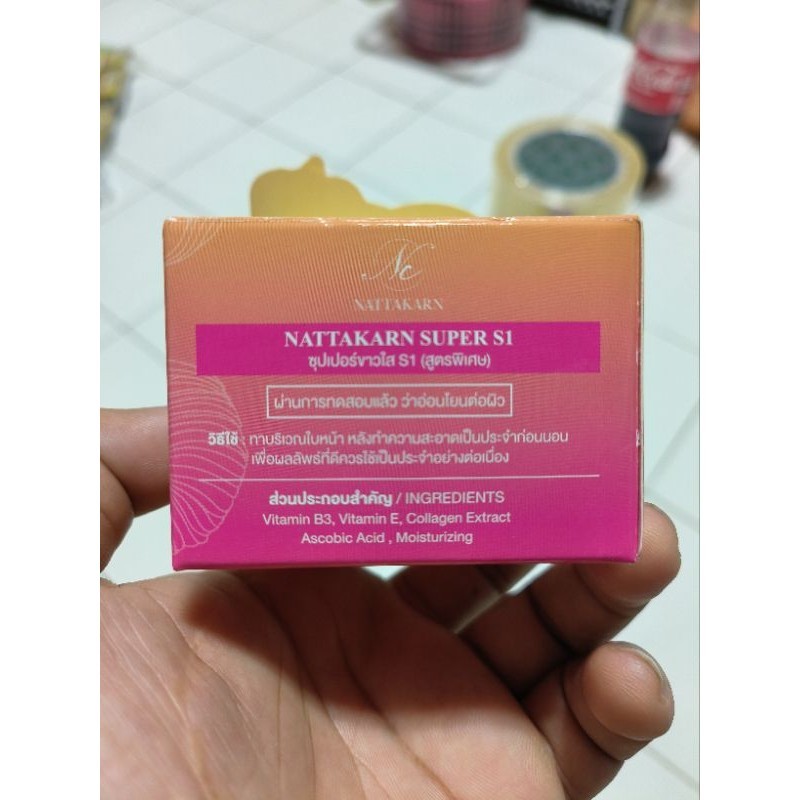 Nc
NATTAKARN
NATTAKARN SUPER S1
ซุปเปอร์ขาวใส S1 (สูตรพิเศษ)
ผ่านการทดสอบแล้ว ว่าอ่อนโยนต่อผิว
วิธีใช้ : ทาบริเวณใบหน้า หลังทำความสะอาดเป็นประจำก่อนนอน
เพื่อผลลัพธ์ที่ดีควรใช้เป็นประจำอย่างต่อเนื่อง
ส่วนประกอบสำคัญ / INGREDIENTS
Vitamin B3, Vitamin E, Collagen Extract
Ascobic Acid , Moisturizing
Coca-Cola